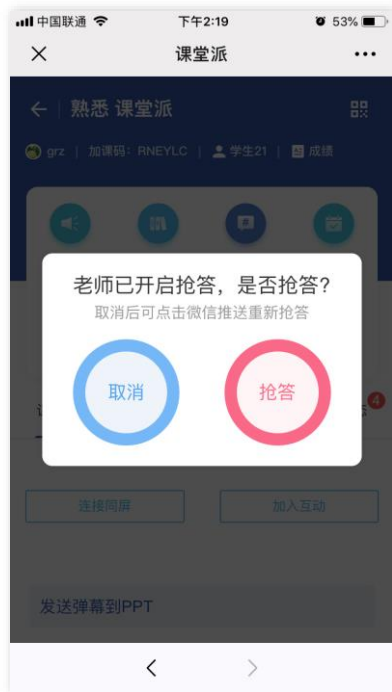 中国联通 下午2:19 53%
课堂派
熟悉 课堂派
grz | 加课码：RNEYLC | 学生21 | 成绩
老师已开启抢答，是否抢答?
取消后可点击微信推送重新抢答
取消 抢答
4
连接同屏 加入互动
发送弹幕到PPT